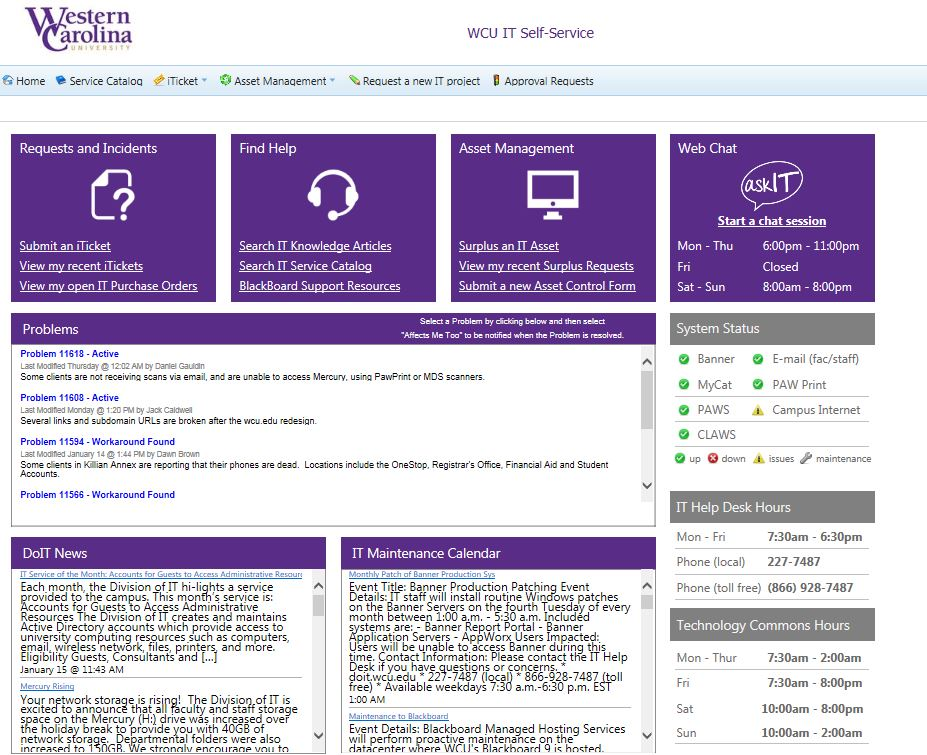 Western
Carolina
UNIVERSITY
WCU IT Self-Service
Home Service Catalog iTicket Asset Management Request a new IT project Approval Requests
Requests and Incidents
Submit an iTicket
View my recent iTickets
View my open IT Purchase Orders
Find Help
Search IT Knowledge Articles
Search IT Service Catalog
BlackBoard Support Resources
Asset Management
Surplus an IT Asset
View my recent Surplus Requests
Submit a new Asset Control Form
Web Chat
askIT
Start a chat session
Mon - Thu 6:00pm - 11:00pm
Fri Closed
Sat - Sun 8:00am - 8:00pm
Problems
Select a Problem by clicking below and then select
"Affects Me Too" to be notified when the Problem is resolved.
Problem 11618 - Active
Last Modified Thursday @ 12:02 AM by Daniel Gauldin
Some clients are not receiving scans via email, and are unable to access Mercury, using PawPrint or MDS scanners.
Problem 11608 - Active
Last Modified Monday @ 1:20 PM by Jack Caldwell
Several links and subdomain URLs are broken after the wcu.edu redesign.
Problem 11594 - Workaround Found
Last Modified January 14 @ 1:44 PM by Dawn Brown
Some clients in Killian Annex are reporting that their phones are dead. Locations include the OneStop, Registrar's Office, Financial Aid and Student
Accounts.
Problem 11566 - Workaround Found
System Status
Banner E-mail (fac/staff)
MyCat PAW Print
PAWS Campus Internet
CLAWS
up down issues maintenance
IT Help Desk Hours
Mon - Fri 7:30am - 6:30pm
Phone (local) 227-7487
Phone (toll free) (866) 928-7487
Technology Commons Hours
Mon - Thur 7:30am - 2:00am
Fri 7:30am - 8:00pm
Sat 10:00am - 8:00pm
Sun 10:00am - 2:00am
DoIT News
IT Service of the Month: Accounts for Guests to Access Administrative Resour
Each month, the Division of IT hi-lights a service
provided to the campus. This month's service is:
Accounts for Guests to Access Administrative
Resources The Division of IT creates and maintains
Active Directory accounts which provide access to
university computing resources such as computers,
email, wireless network, files, printers, and more.
Eligibility Guests, Consultants and [...]
January 15 @ 11:43 AM
Mercury Rising
Your network storage is rising! The Division of IT is
excited to announce that all faculty and staff storage
space on the Mercury (H:) drive was increased over
the holiday break to provide you with 40GB of
network storage. Departmental folders were also
increased to 150GB. We strongly encourage you to
IT Maintenance Calendar
Monthly Patch of Banner Production Sys
Event Title: Banner Production Patching Event
Details: IT staff will install routine Windows patches
on the Banner Servers on the fourth Tuesday of every
month between 1:00 a.m. - 5:30 a.m. Included
systems are: - Banner Report Portal - Banner
Application Servers - AppWorx Users Impacted:
Users will be unable to access Banner during this
time. Contact Information: Please contact the IT Help
Desk if you have questions or concerns. *
doit.wcu.edu * 227-7487 (local) * 866-928-7487 (toll
free) * Available weekdays 7:30 a.m.-6:30 p.m. EST
1:00 AM
Maintenance to Blackboard
Event Details: Blackboard Managed Hosting Services
will perform proactive maintenance on the
datacenter where WCU's Blackboard 9 is hosted.